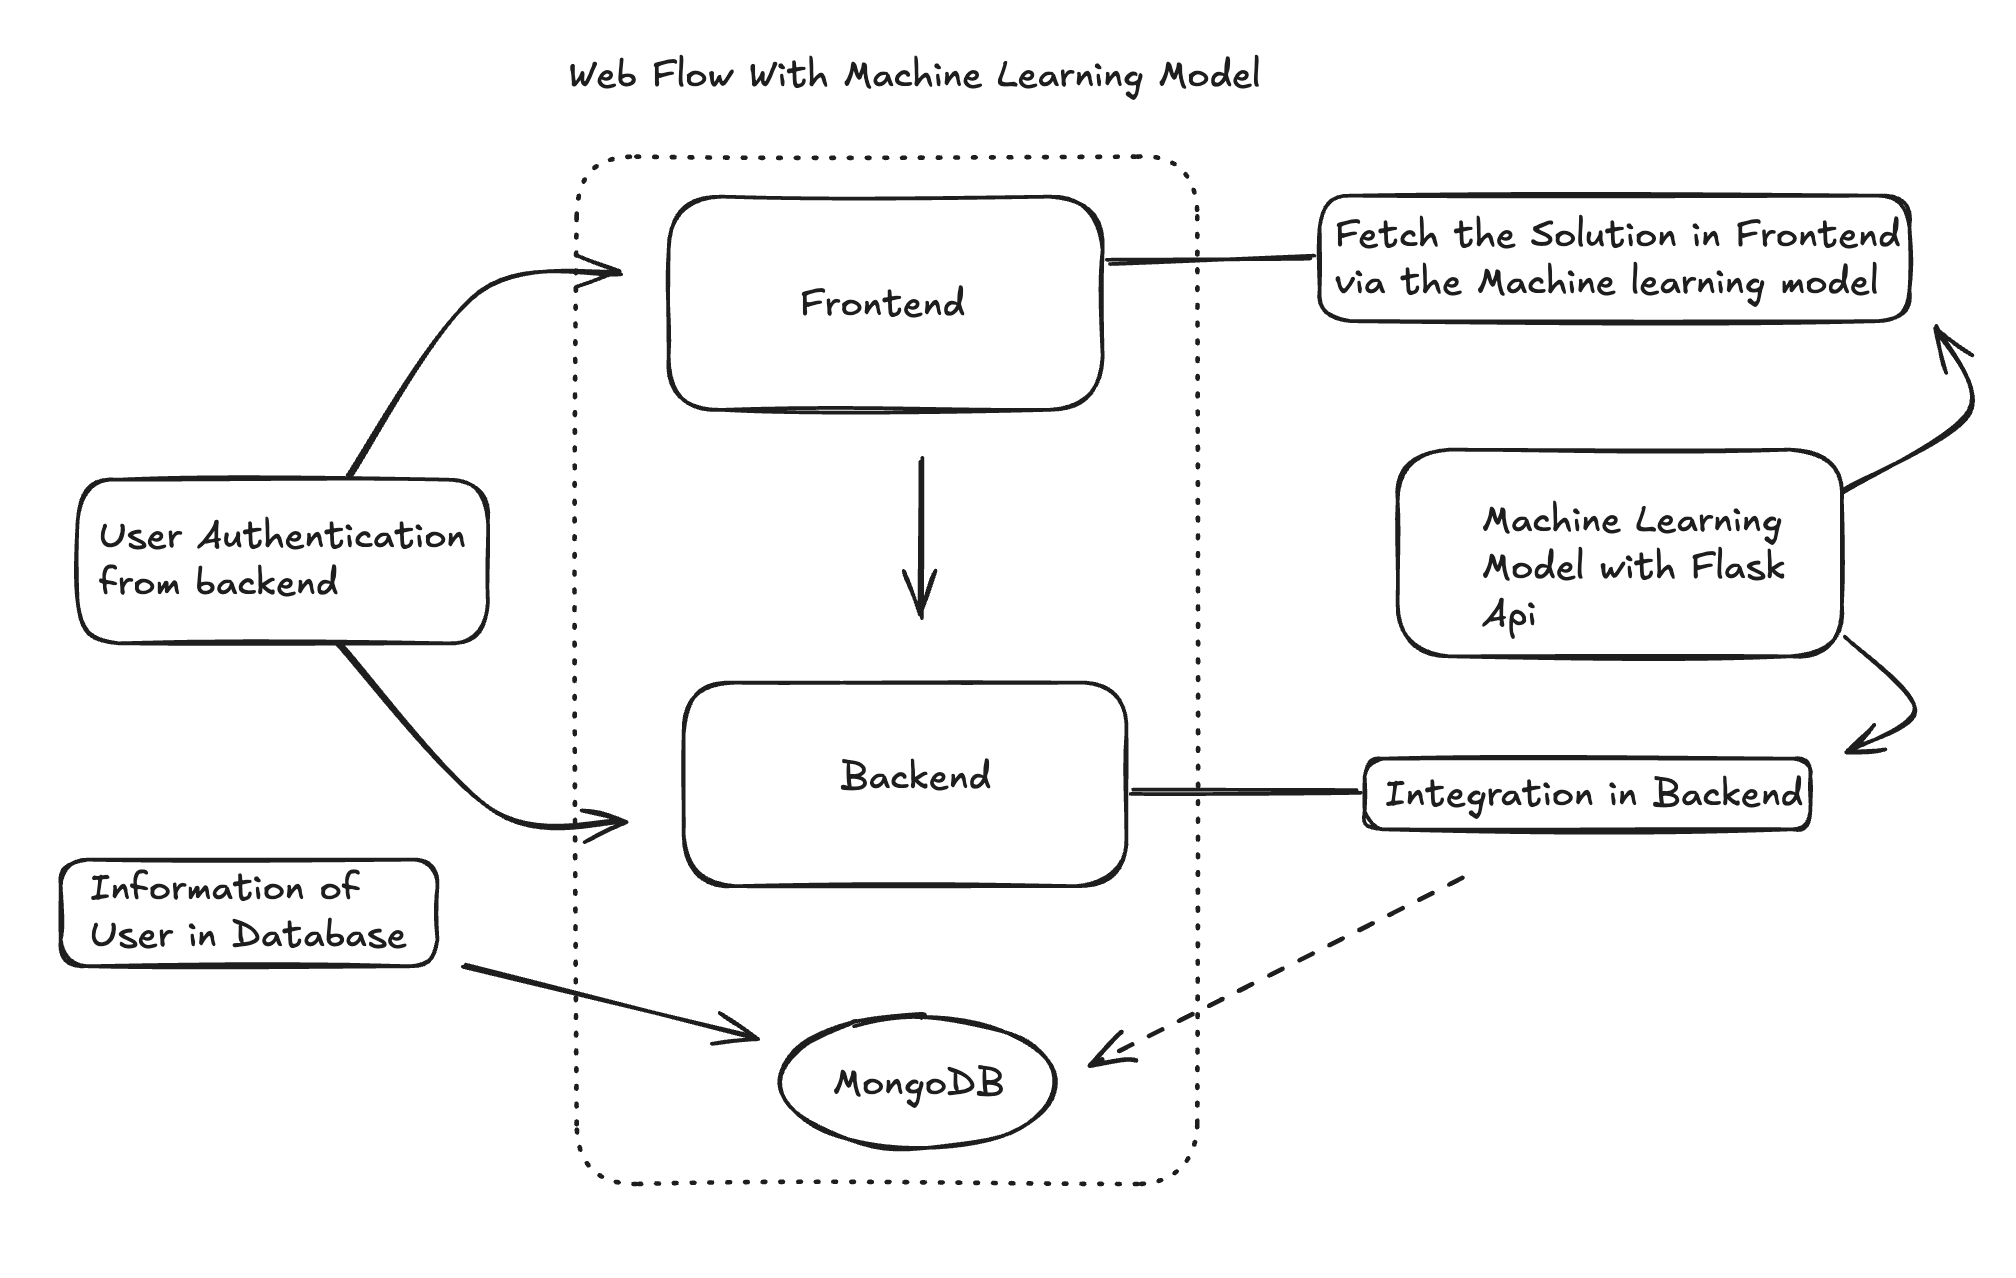 Web Flow With Machine Learning Model
Frontend
Fetch the Solution in Frontend
via the Machine learning model
User Authentication
from backend
Machine Learning
Model with Flask
Api
Backend
Integration in Backend
Information of
User in Database
MongoDB